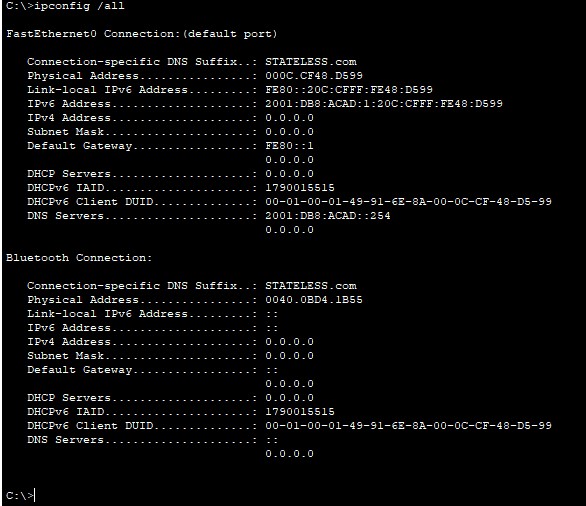 C:\>ipconfig /all
FastEthernet0 Connection:(default port)
Connection-specific DNS Suffix..: STATELESS.com
Physical Address................: 000C.CF48.D599
Link-local IPv6 Address.........: FE80::20C:CFFF:FE48:D599
IPv6 Address....................: 2001:DB8:ACAD:1:20C:CFFF:FE48:D599
IPv4 Address....................: 0.0.0.0
Subnet Mask.....................: 0.0.0.0
Default Gateway.................: FE80::1
0.0.0.0
DHCP Servers....................: 0.0.0.0
DHCPv6 IAID.....................: 1790015515
DHCPv6 Client DUID..............: 00-01-00-01-49-91-6E-8A-00-0C-CF-48-D5-99
DNS Servers.....................: 2001:DB8:ACAD::254
0.0.0.0
Bluetooth Connection:
Connection-specific DNS Suffix..: STATELESS.com
Physical Address................: 0040.0BD4.1B55
Link-local IPv6 Address.........: ::
IPv6 Address....................: ::
IPv4 Address....................: 0.0.0.0
Subnet Mask.....................: 0.0.0.0
Default Gateway.................: ::
0.0.0.0
DHCP Servers....................: 0.0.0.0
DHCPv6 IAID.....................: 1790015515
DHCPv6 Client DUID..............: 00-01-00-01-49-91-6E-8A-00-0C-CF-48-D5-99
DNS Servers.....................: ::
0.0.0.0
C:\>